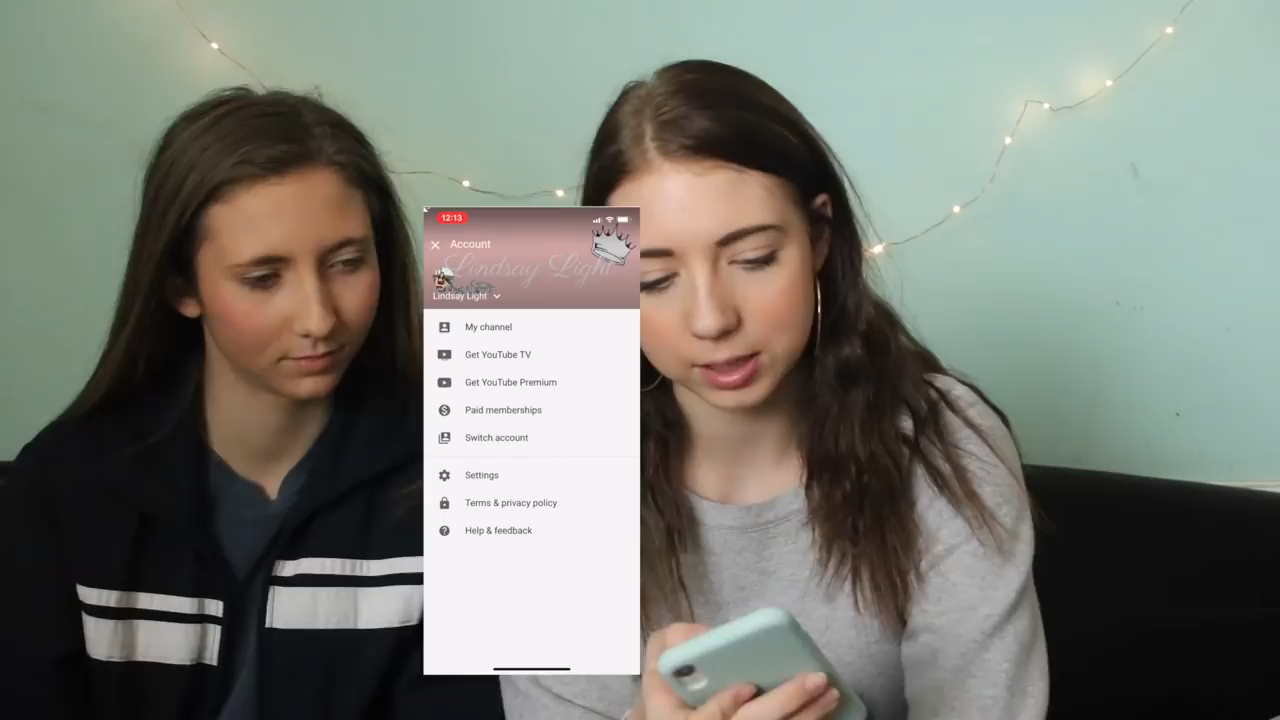 12:13
Account
Lindsay Light
Lindsay Light
My channel
Get YouTube TV
Get YouTube Premium
Paid memberships
Switch account
Settings
Terms & privacy policy
Help & feedback